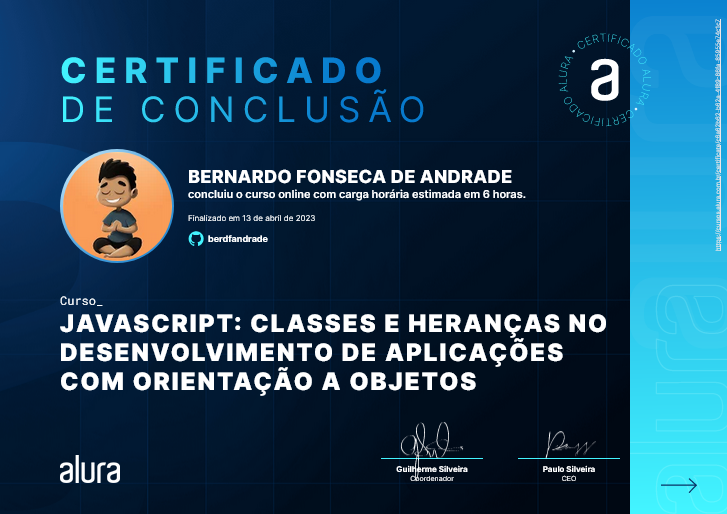 CERTIFICADO
DE CONCLUSÃO
CERTIFICADO ALURA • CERTIFICADO ALURA •
a
BERNARDO FONSECA DE ANDRADE
concluiu o curso online com carga horária estimada em 6 horas.
Finalizado em 13 de abril de 2023
berdfandrade
Curso_
JAVASCRIPT: CLASSES E HERANÇAS NO
DESENVOLVIMENTO DE APLICAÇÕES
COM ORIENTAÇÃO A OBJETOS
alura
Guilherme Silveira
Coordenador
Paulo Silveira
CEO
alura